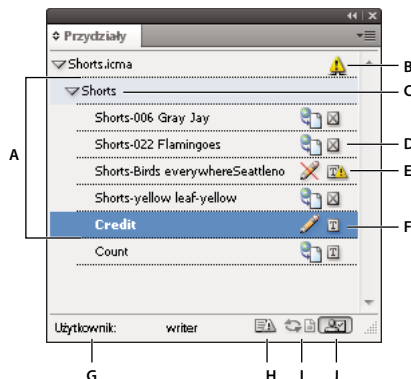 Przydziały
Shorts.icma
B
Shorts
C
A
Shorts-006 Gray Jay
Shorts-022 Flamingoes
D
Shorts-Birds everywhereSeattleno
E
Shorts-yellow leaf-yellow
Credit
F
Count
Użytkownik: writer
G H I J